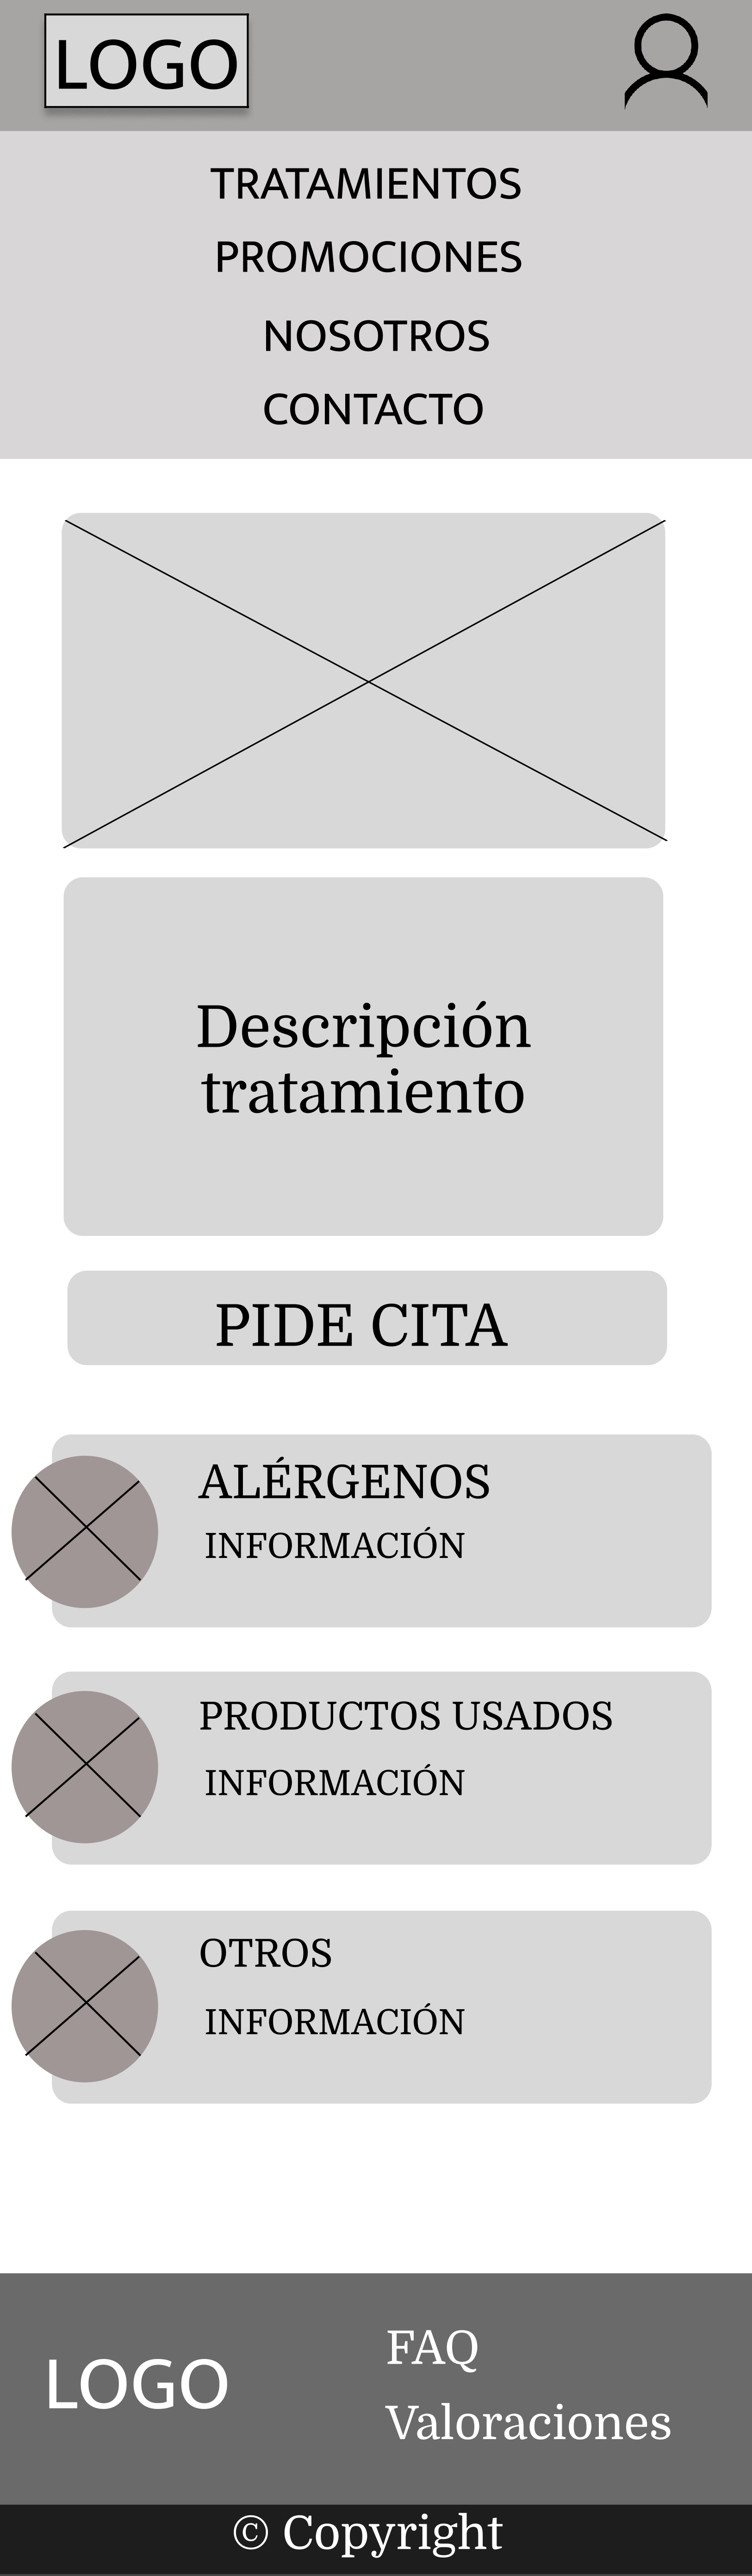 LOGO
TRATAMIENTOS
PROMOCIONES
NOSOTROS
CONTACTO
Descripción
tratamiento
PIDE CITA
ALÉRGENOS
INFORMACIÓN
PRODUCTOS USADOS
INFORMACIÓN
OTROS
INFORMACIÓN
LOGO
FAQ
Valoraciones
© Copyright